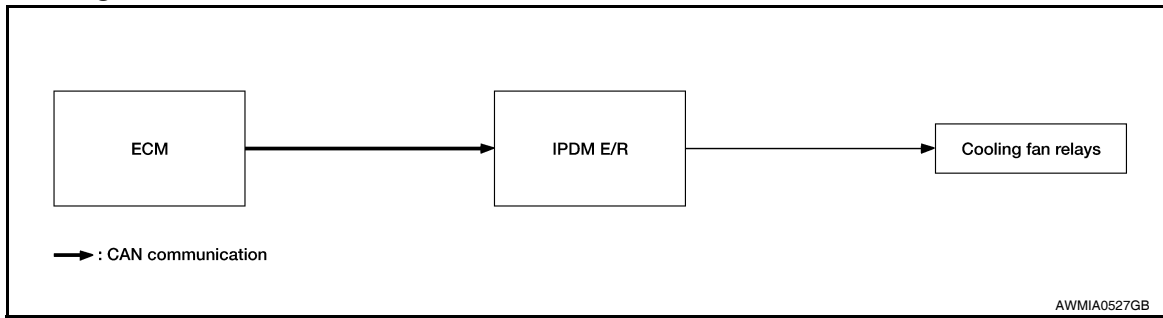 ECM
IPDM E/R
Cooling fan relays
: CAN communication
AWMIA0527GB